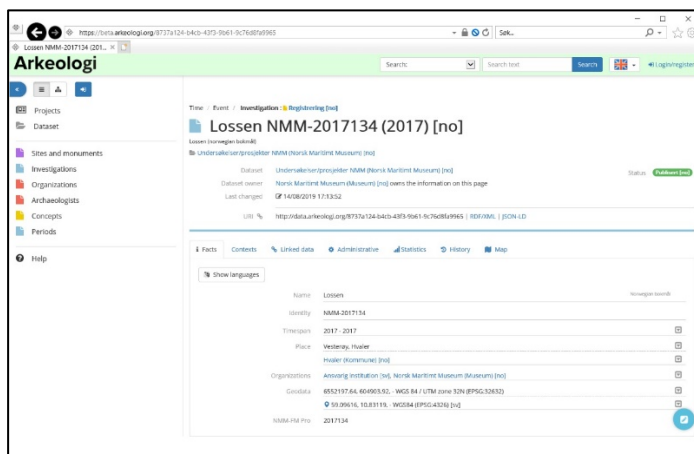 https://beta.arkeologi.org/8737a124-b4cb-43f3-9b61-9c76d8fa9965
Søk...
Lossen NMM-2017134 (201...
Arkeologi
Search:
Search text
Search
Login/register
Projects
Dataset
Sites and monuments
Investigations
Organizations
Archaeologists
Concepts
Periods
Help
Time / Event / Investigation : Registrering [no]
Lossen NMM-2017134 (2017) [no]
Lossen (norwegian bokmål)
Undersøkelser/prosjekter NMM (Norsk Maritimt Museum) [no]
Dataset Undersøkelser/prosjekter NMM (Norsk Maritimt Museum) [no]
Status Publisert [no]
Dataset owner Norsk Maritimt Museum (Museum) [no] owns the information on this page
Last changed 14/08/2019 17:13:52
URI http://data.arkeologi.org/8737a124-b4cb-43f3-9b61-9c76d8fa9965 | RDF/XML | JSON-LD
Facts Contexts Linked data Administrative Statistics History Map
Show languages
Name Lossen Norwegian bokmål
Identity NMM-2017134
Timespan 2017 - 2017
Place Vesterøy, Hvaler
Hvaler (Kommune) [no]
Organizations Ansvarig institution [sv], Norsk Maritimt Museum (Museum) [no]
Geodata 6552197.64, 604903.92, - WGS 84 / UTM zone 32N (EPSG:32632)
59.09616, 10.83119, - WGS84 (EPSG:4326) [sv]
NMM-FM Pro 2017134